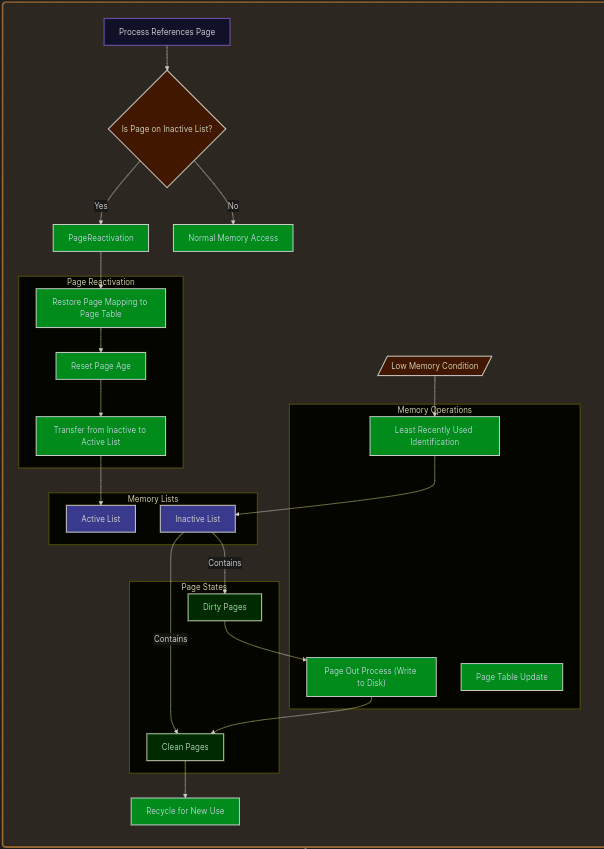 Process References Page
Is Page on Inactive List?
Yes
No
PageReactivation
Normal Memory Access
Page Reactivation
Restore Page Mapping to
Page Table
Reset Page Age
Low Memory Condition
Memory Operations
Least Recently Used
Identification
Transfer from Inactive to
Active List
Memory Lists
Active List
Inactive List
Contains
Page States
Dirty Pages
Contains
Page Out Process (Write
to Disk)
Page Table Update
Clean Pages
Recycle for New Use